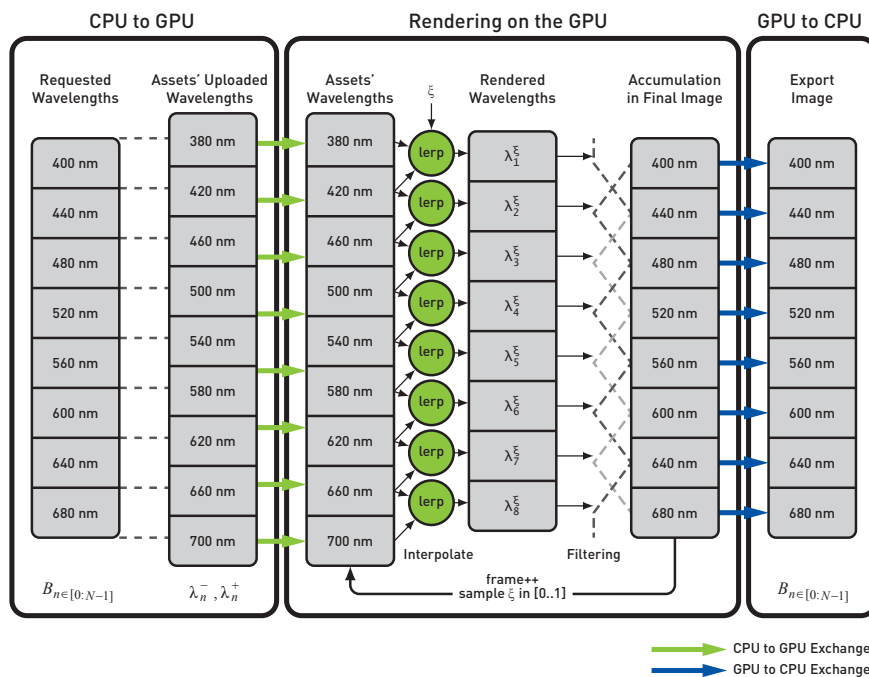 CPU to GPU
Rendering on the GPU
GPU to CPU
Requested
Wavelengths
400 nm
440 nm
480 nm
520 nm
560 nm
600 nm
640 nm
680 nm
B n∈[0:N−1]
Assets' Uploaded
Wavelengths
380 nm
420 nm
460 nm
500 nm
540 nm
580 nm
620 nm
660 nm
700 nm
λn−, λn+
Assets'
Wavelengths
380 nm
420 nm
460 nm
500 nm
540 nm
580 nm
620 nm
660 nm
700 nm
ξ
lerp
lerp
lerp
lerp
lerp
lerp
lerp
lerp
Interpolate
Rendered
Wavelengths
λ1ξ
λ2ξ
λ3ξ
λ4ξ
λ5ξ
λ6ξ
λ7ξ
λ8ξ
Filtering
Accumulation
in Final Image
400 nm
440 nm
480 nm
520 nm
560 nm
600 nm
640 nm
680 nm
frame++
sample ξ in [0..1]
Export
Image
400 nm
440 nm
480 nm
520 nm
560 nm
600 nm
640 nm
680 nm
B n∈[0:N−1]
CPU to GPU Exchange
GPU to CPU Exchange